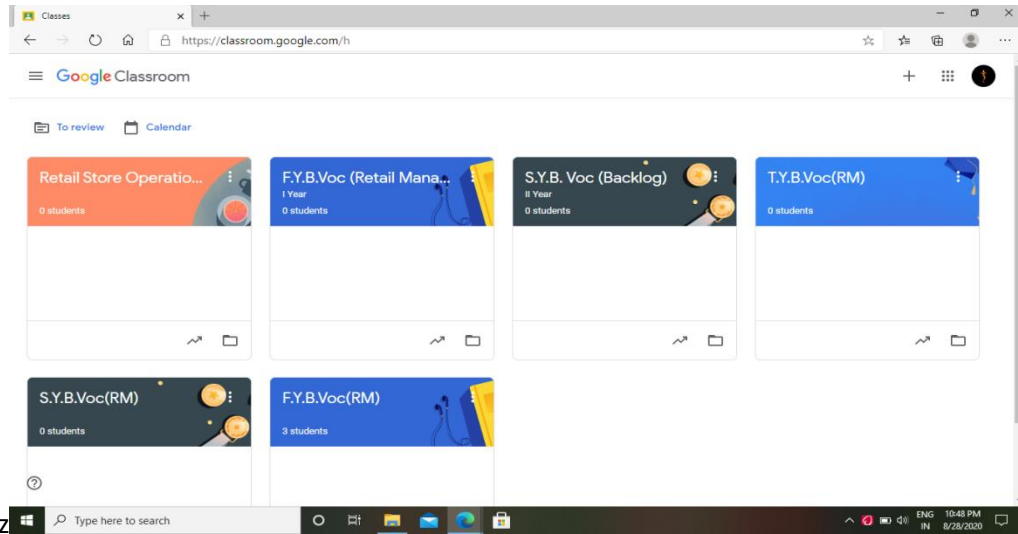 Classes
https://classroom.google.com/h
Google Classroom
To review Calendar
Retail Store Operatio...
0 students
F.Y.B.Voc (Retail Mana...
I Year
0 students
S.Y.B. Voc (Backlog)
II Year
0 students
T.Y.B.Voc(RM)
0 students
S.Y.B.Voc(RM)
0 students
F.Y.B.Voc(RM)
3 students
z
Type here to search
ENG 10:48 PM
IN 8/28/2020